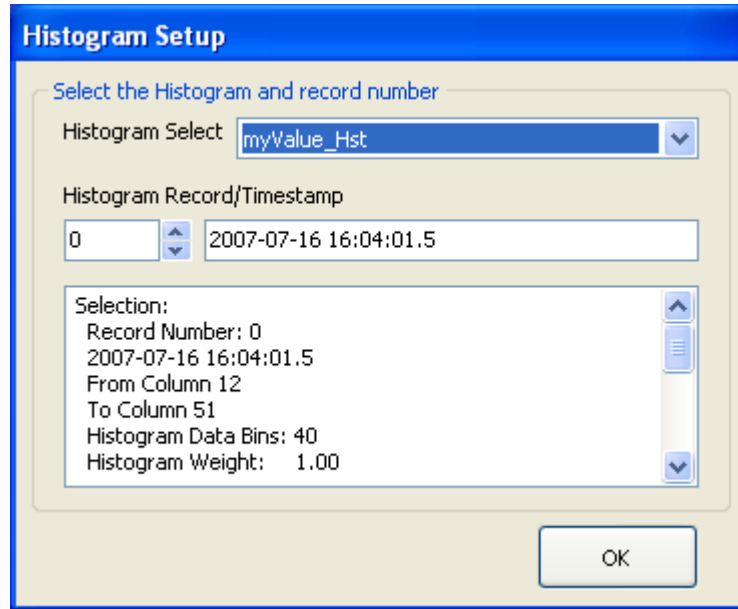 Histogram Setup
Select the Histogram and record number
Histogram Select myValue_Hst
Histogram Record/Timestamp
0 2007-07-16 16:04:01.5
Selection:
Record Number: 0
2007-07-16 16:04:01.5
From Column 12
To Column 51
Histogram Data Bins: 40
Histogram Weight: 1.00
OK